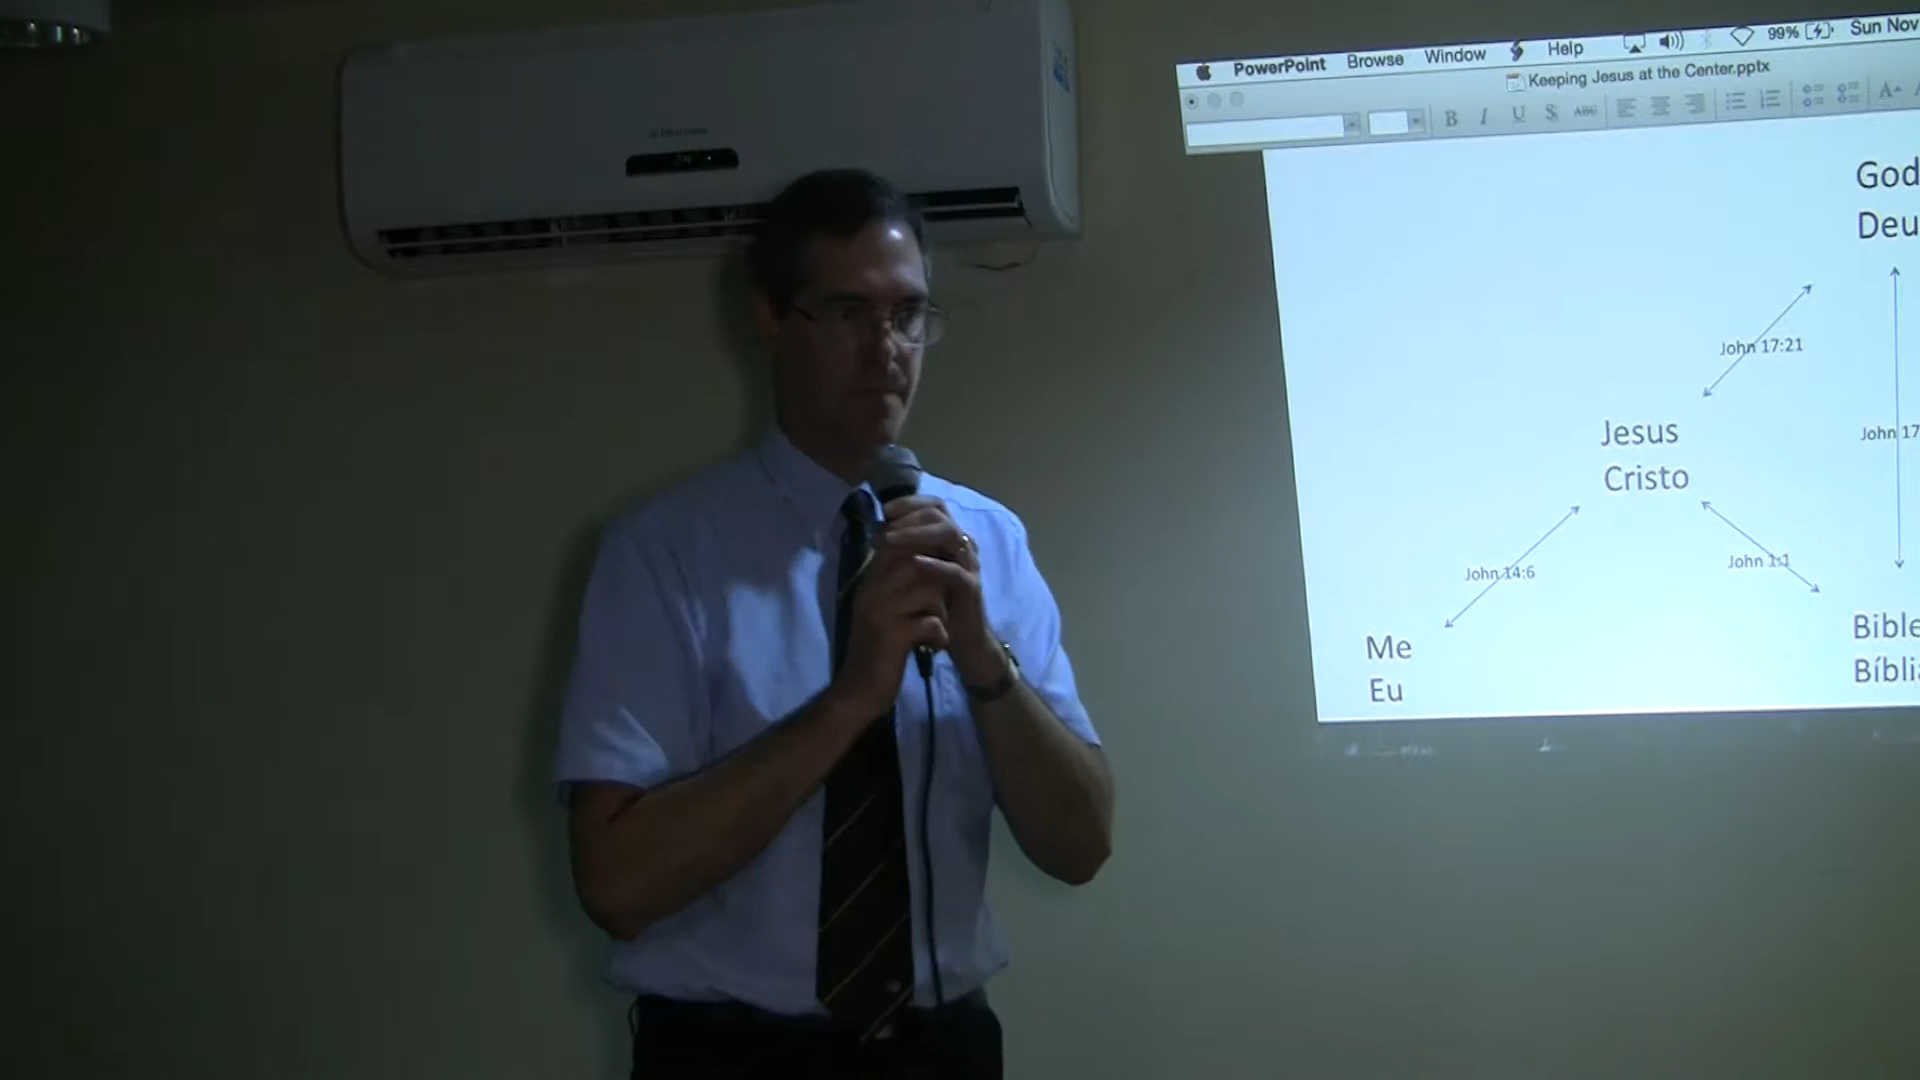 PowerPoint Browse Window Help 99% Sun Nov
Keeping Jesus at the Center.pptx
B I U S ABC A
God
Deu
John 17:21
Jesus
Cristo
John 17
John 14:6
John 1:1
Me
Eu
Bible
Bíbli